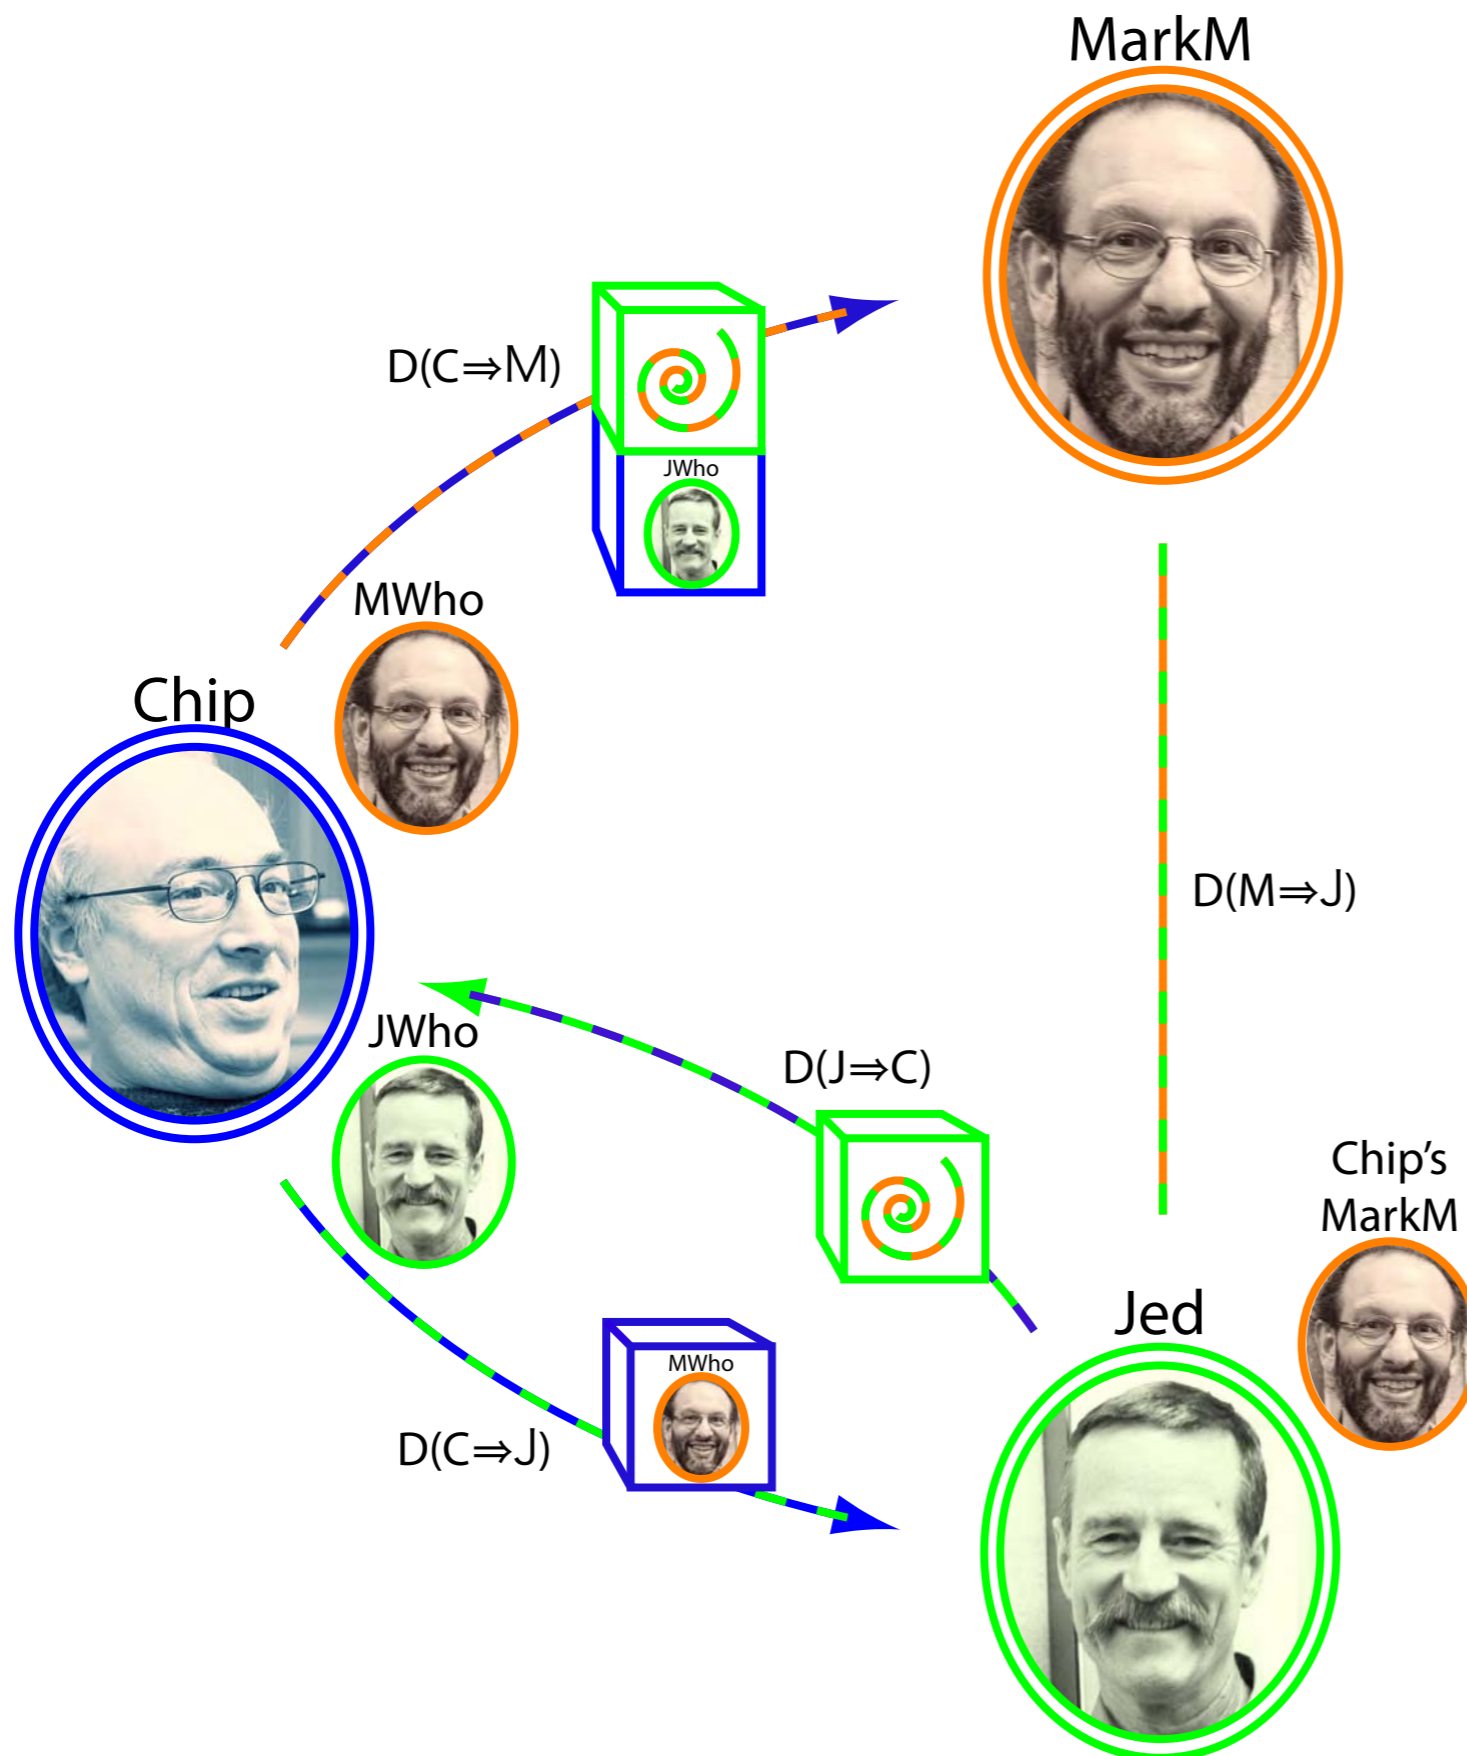 MarkM
D(C⇒M)
JWho
MWho
Chip
D(M⇒J)
JWho
D(J⇒C)
Chip's
MarkM
Jed
MWho
D(C⇒J)